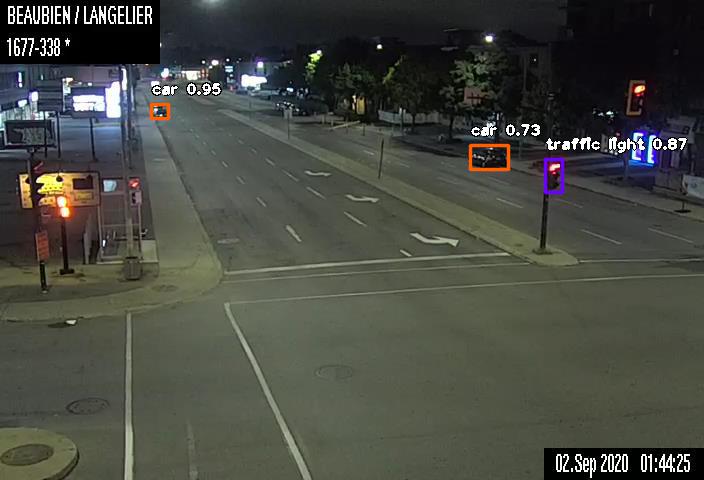 BEAUBIEN / LANGELIER
1677-338 *
car 0.95
car 0.73
traffic light 0.87
02.Sep 2020 01:44:25